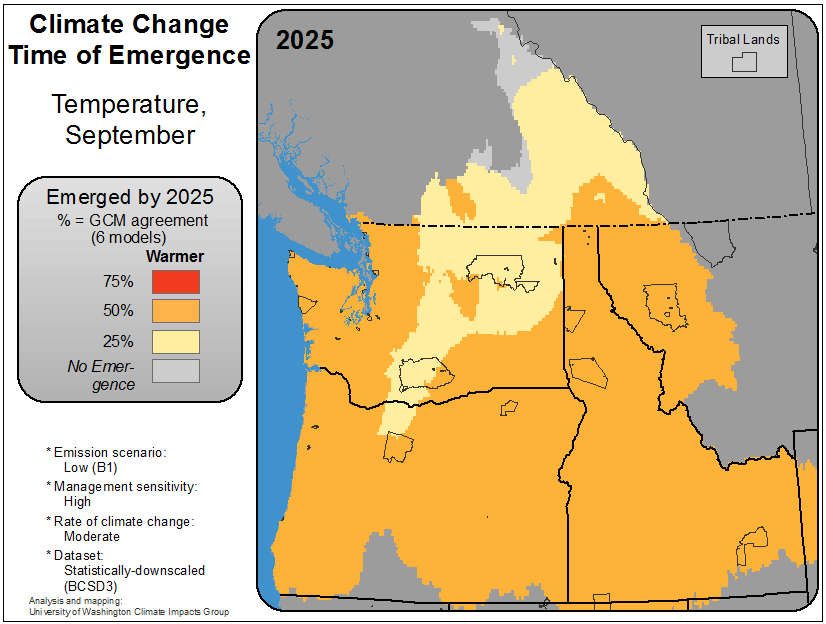 Climate Change
Time of Emergence
Temperature,
September
Emerged by 2025
% = GCM agreement
(6 models)
Warmer
75%
50%
25%
No Emer-
gence
* Emission scenario:
Low (B1)
* Management sensitivity:
High
* Rate of climate change:
Moderate
* Dataset:
Statistically-downscaled
(BCSD3)
Analysis and mapping:
University of Washington Climate Impacts Group
2025
Tribal Lands